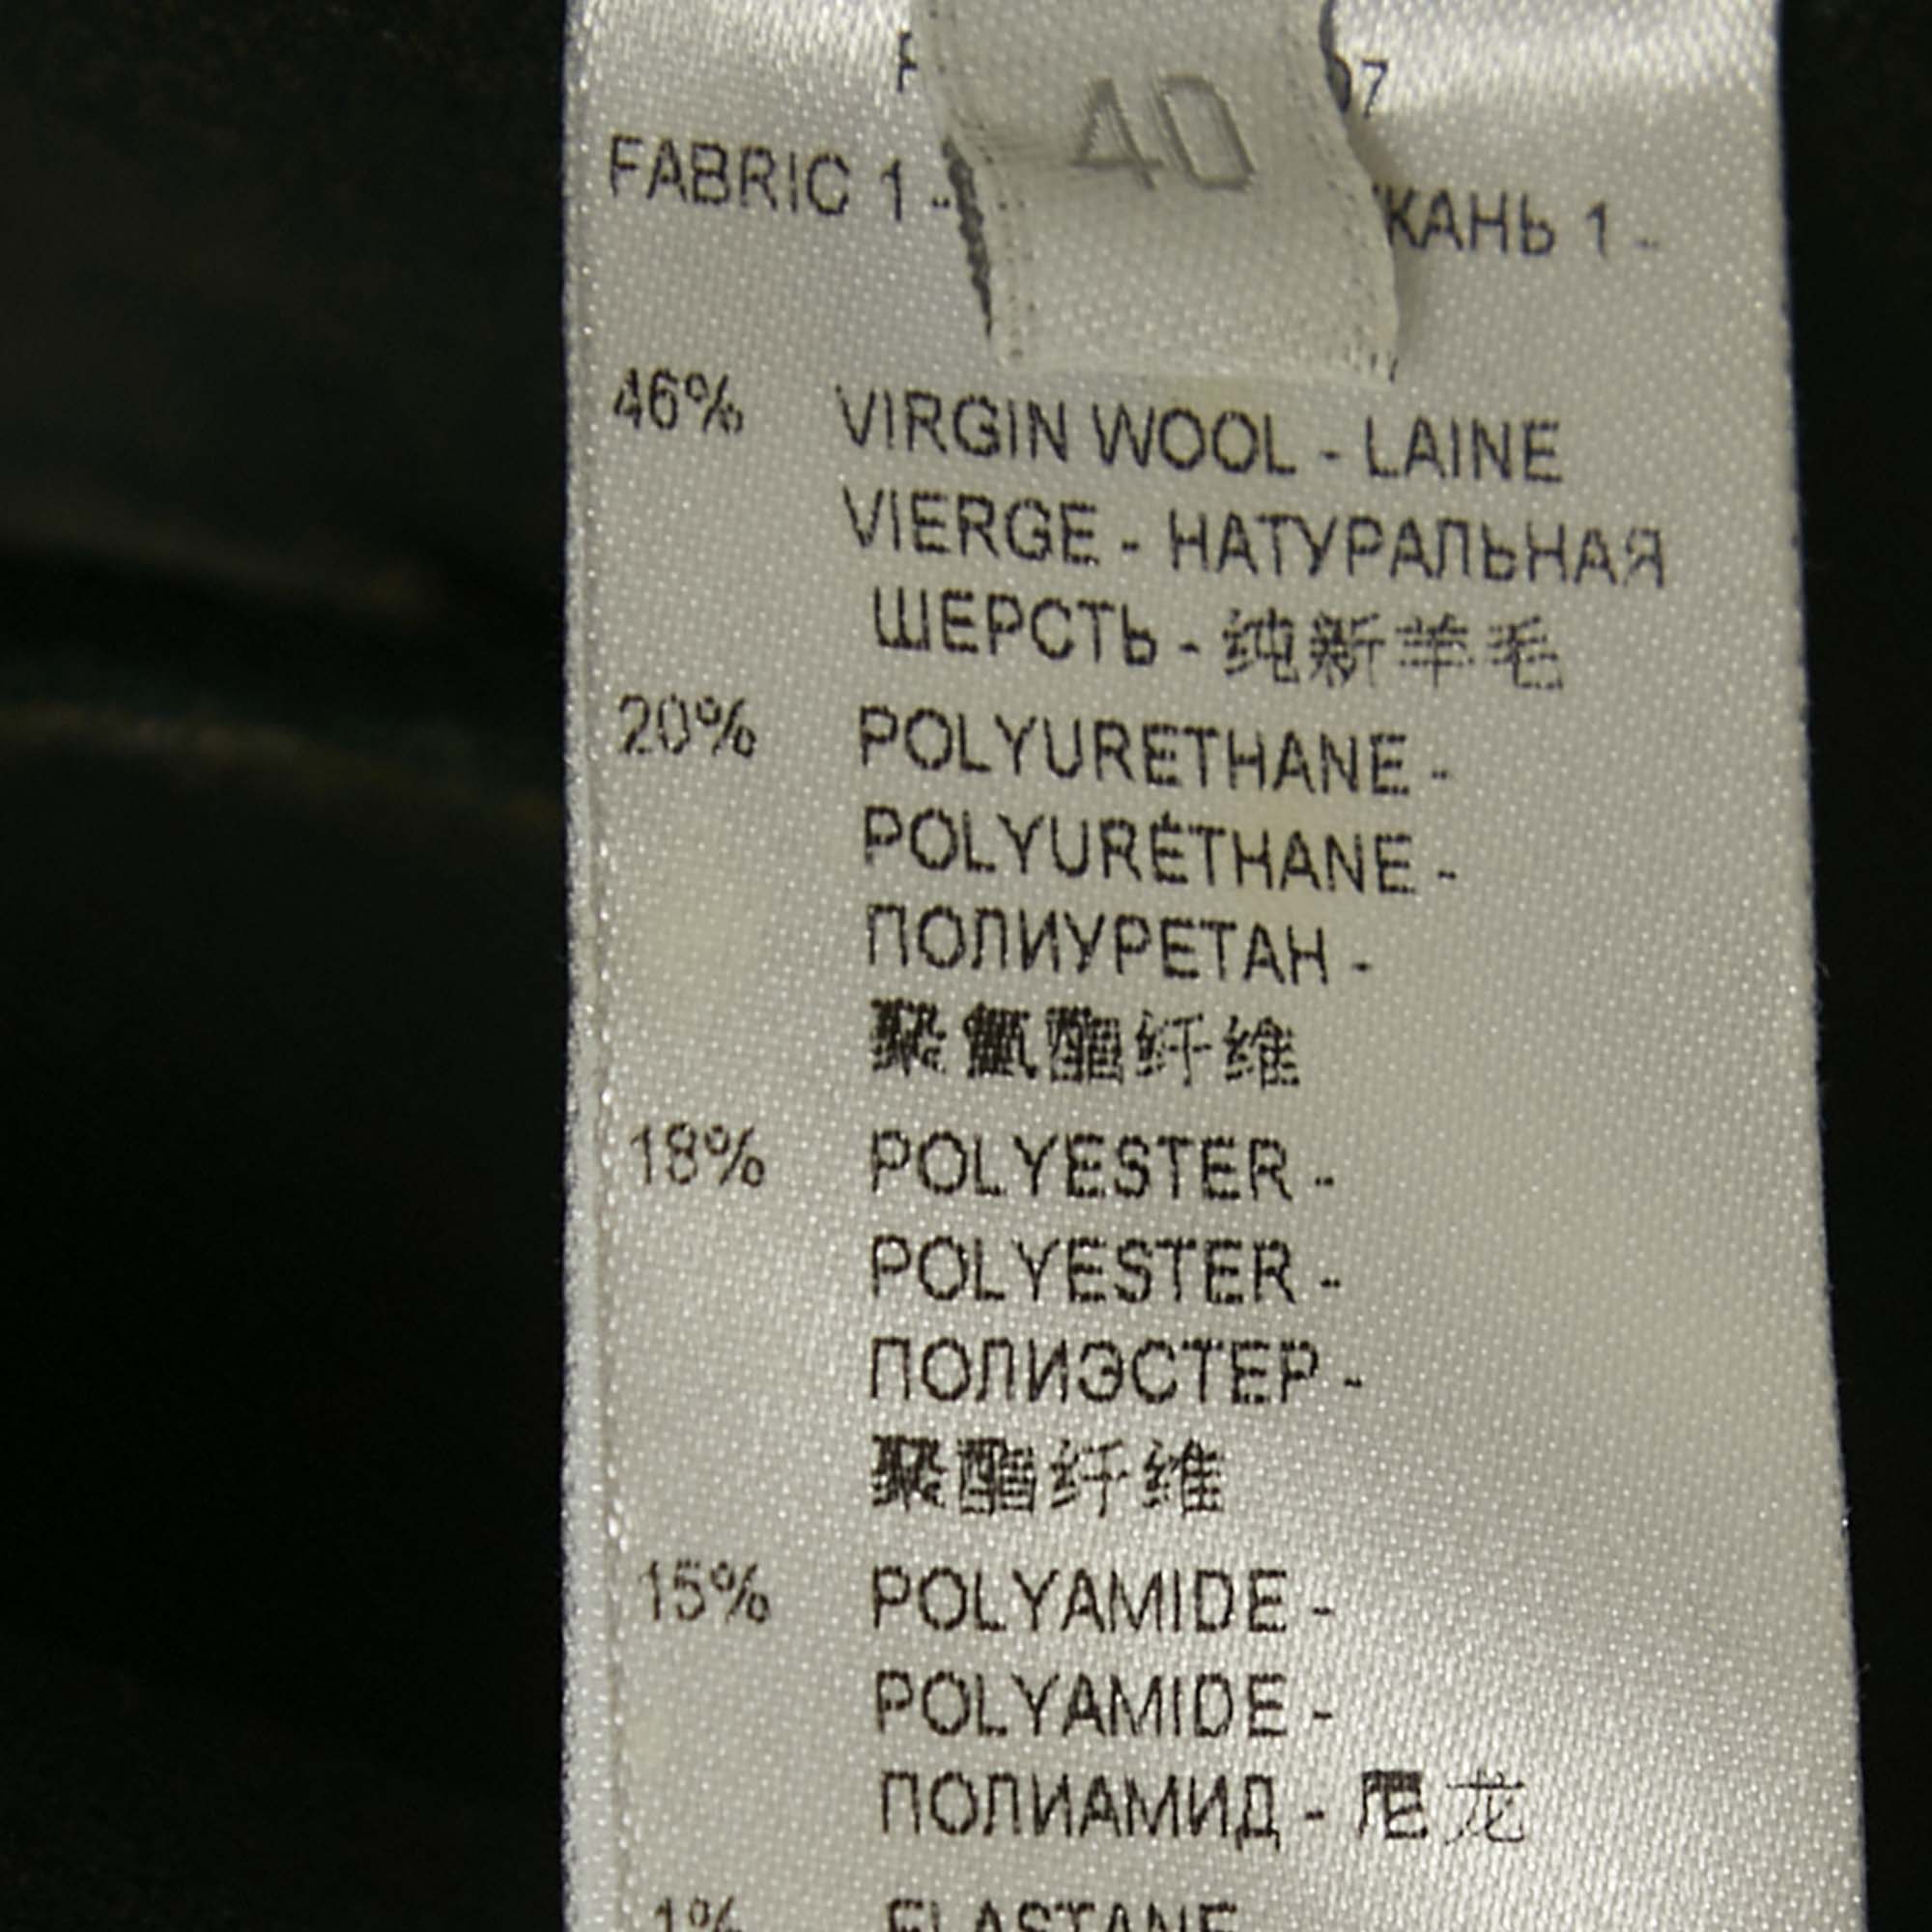 40
FABRIC 1 -
КАНЬ 1 -
46% VIRGIN WOOL - LAINE
VIERGE - НАТУРАЛЬНАЯ
ШЕРСТЬ - 纯新羊毛
20% POLYURETHANE -
POLYURÉTHANE -
ПОЛИУРЕТАН -
聚氨酯纤维
18% POLYESTER -
POLYESTER -
ПОЛИЭСТЕР -
聚酯纤维
15% POLYAMIDE -
POLYAMIDE -
ПОЛИАМИД - 尼龙
1% ELASTANE